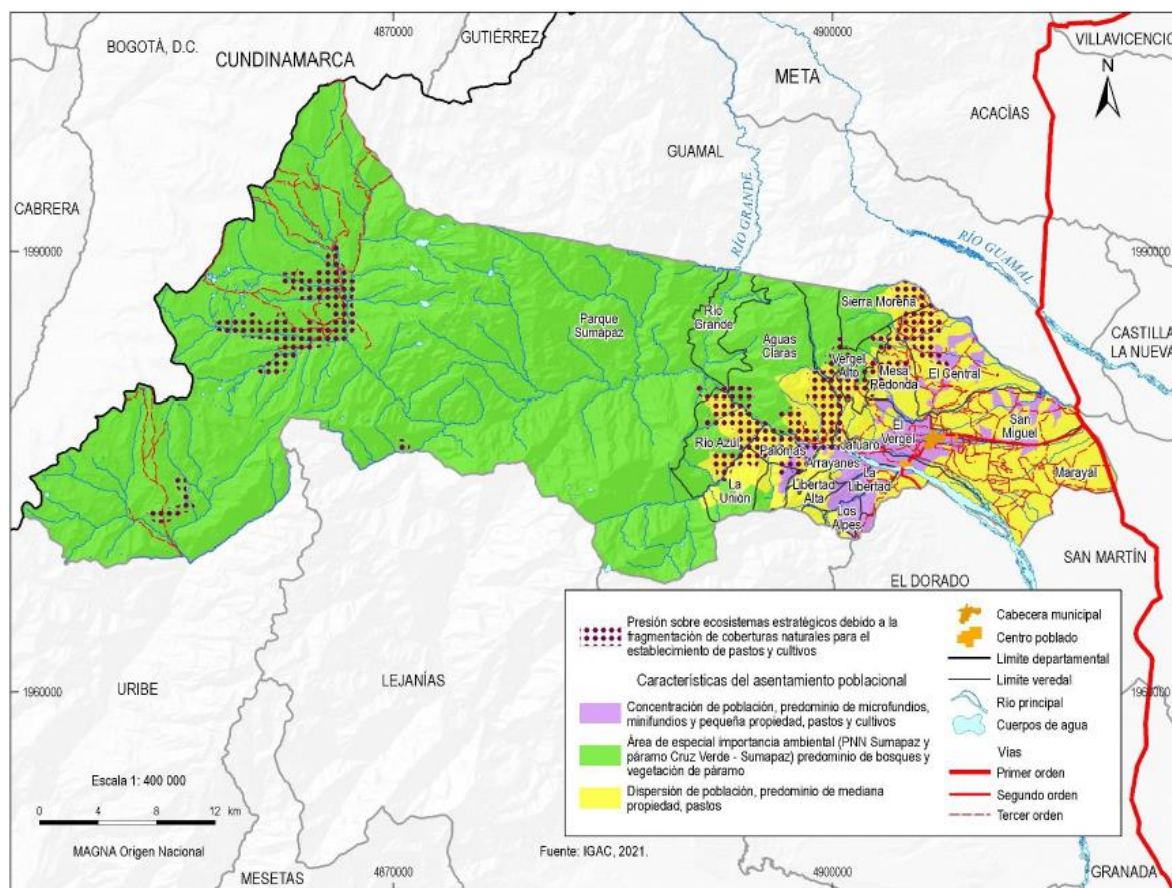 4870000
4900000
BOGOTÁ, D.C.
GUTIÉRREZ
VILLAVICENCIO
CUNDINAMARCA
META
N
ACACÍAS
GUAMAL
CABRERA
RÍO GRANDE
RÍO GUAMAL
1990000
1990000
Sierra Morena
Río
Grande
Parque
Sumapaz
Aguas
Claras
CASTILLA
LA NUEVA
Vergel
Alto
Mesa
Redonda
El Central
San
Miguel
El
Vergel
Río Azul
Palomas
Jafuaro
Arrayanes
Marayal
La
Unión
Libertad
Alta
La
Libertad
Los
Alpes
SAN MARTÍN
EL DORADO
Presión sobre ecosistemas estratégicos debido a la
fragmentación de coberturas naturales para el
establecimiento de pastos y cultivos
Características del asentamiento poblacional
Concentración de población, predominio de microfundios,
minifundios y pequeña propiedad, pastos y cultivos
Área de especial importancia ambiental (PNN Sumapaz y
páramo Cruz Verde - Sumapaz) predominio de bosques y
vegetación de páramo
Dispersión de población, predominio de mediana
propiedad, pastos
Cabecera municipal
Centro poblado
Límite departamental
Límite veredal
Río principal
Cuerpos de agua
Vías
Primer orden
Segundo orden
Tercer orden
1960000
1960000
URIBE
LEJANÍAS
Escala 1: 400 000
0 4 8 12 km
MAGNA Origen Nacional
Fuente: IGAC, 2021.
MESETAS
4870000
4900000
GRANADA